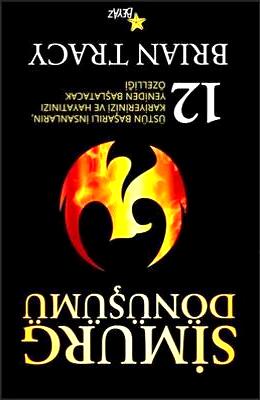 SİMURG
DÖNÜŞÜMÜ
12
ÜSTÜN BAŞARILI İNSANLARIN,
KARİYERİNİZİ VE HAYATINIZI
YENİDEN BAŞLATACAK
ÖZELLİĞİ
BRIAN TRACY
BEYAZ